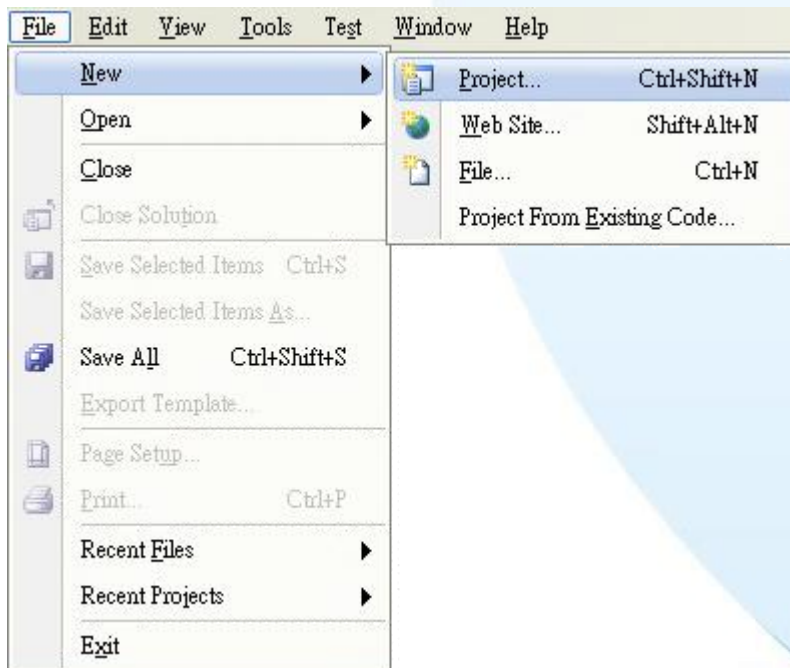 File Edit View Tools Test Window Help
New
Open
Close
Close Solution
Save Selected Items Ctrl+S
Save Selected Items As...
Save All Ctrl+Shift+S
Export Template...
Page Setup...
Print... Ctrl+P
Recent Files
Recent Projects
Exit
Project... Ctrl+Shift+N
Web Site... Shift+Alt+N
File... Ctrl+N
Project From Existing Code...